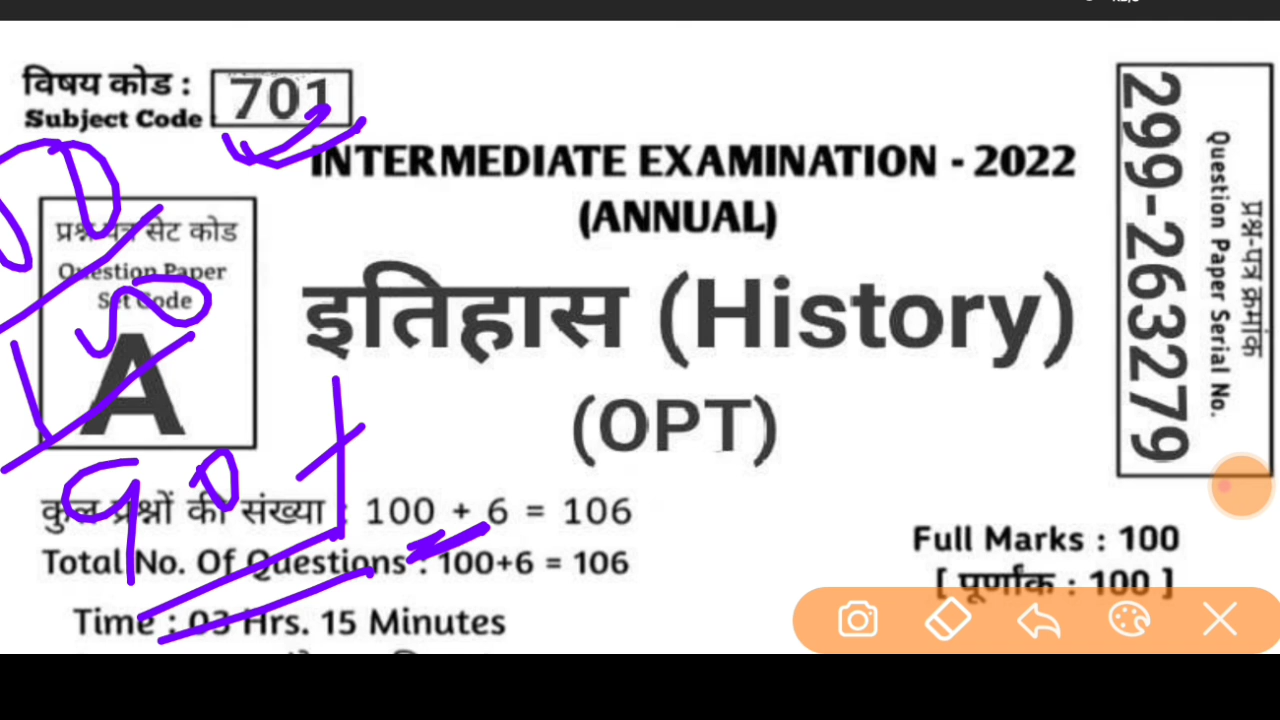 विषय कोड :
Subject Code :
701
INTERMEDIATE EXAMINATION - 2022
(ANNUAL)
इतिहास (History)
(OPT)
प्रश्न पत्र सेट कोड
Question Paper
Set Code
A
प्रश्न-पत्र क्रमांक
Question Paper Serial No.
299-263279
कुल प्रश्नों की संख्या : 100 + 6 = 106
Total No. Of Questions : 100+6 = 106
Time : 03 Hrs. 15 Minutes
Full Marks : 100
[ पूर्णांक : 100 ]
90+